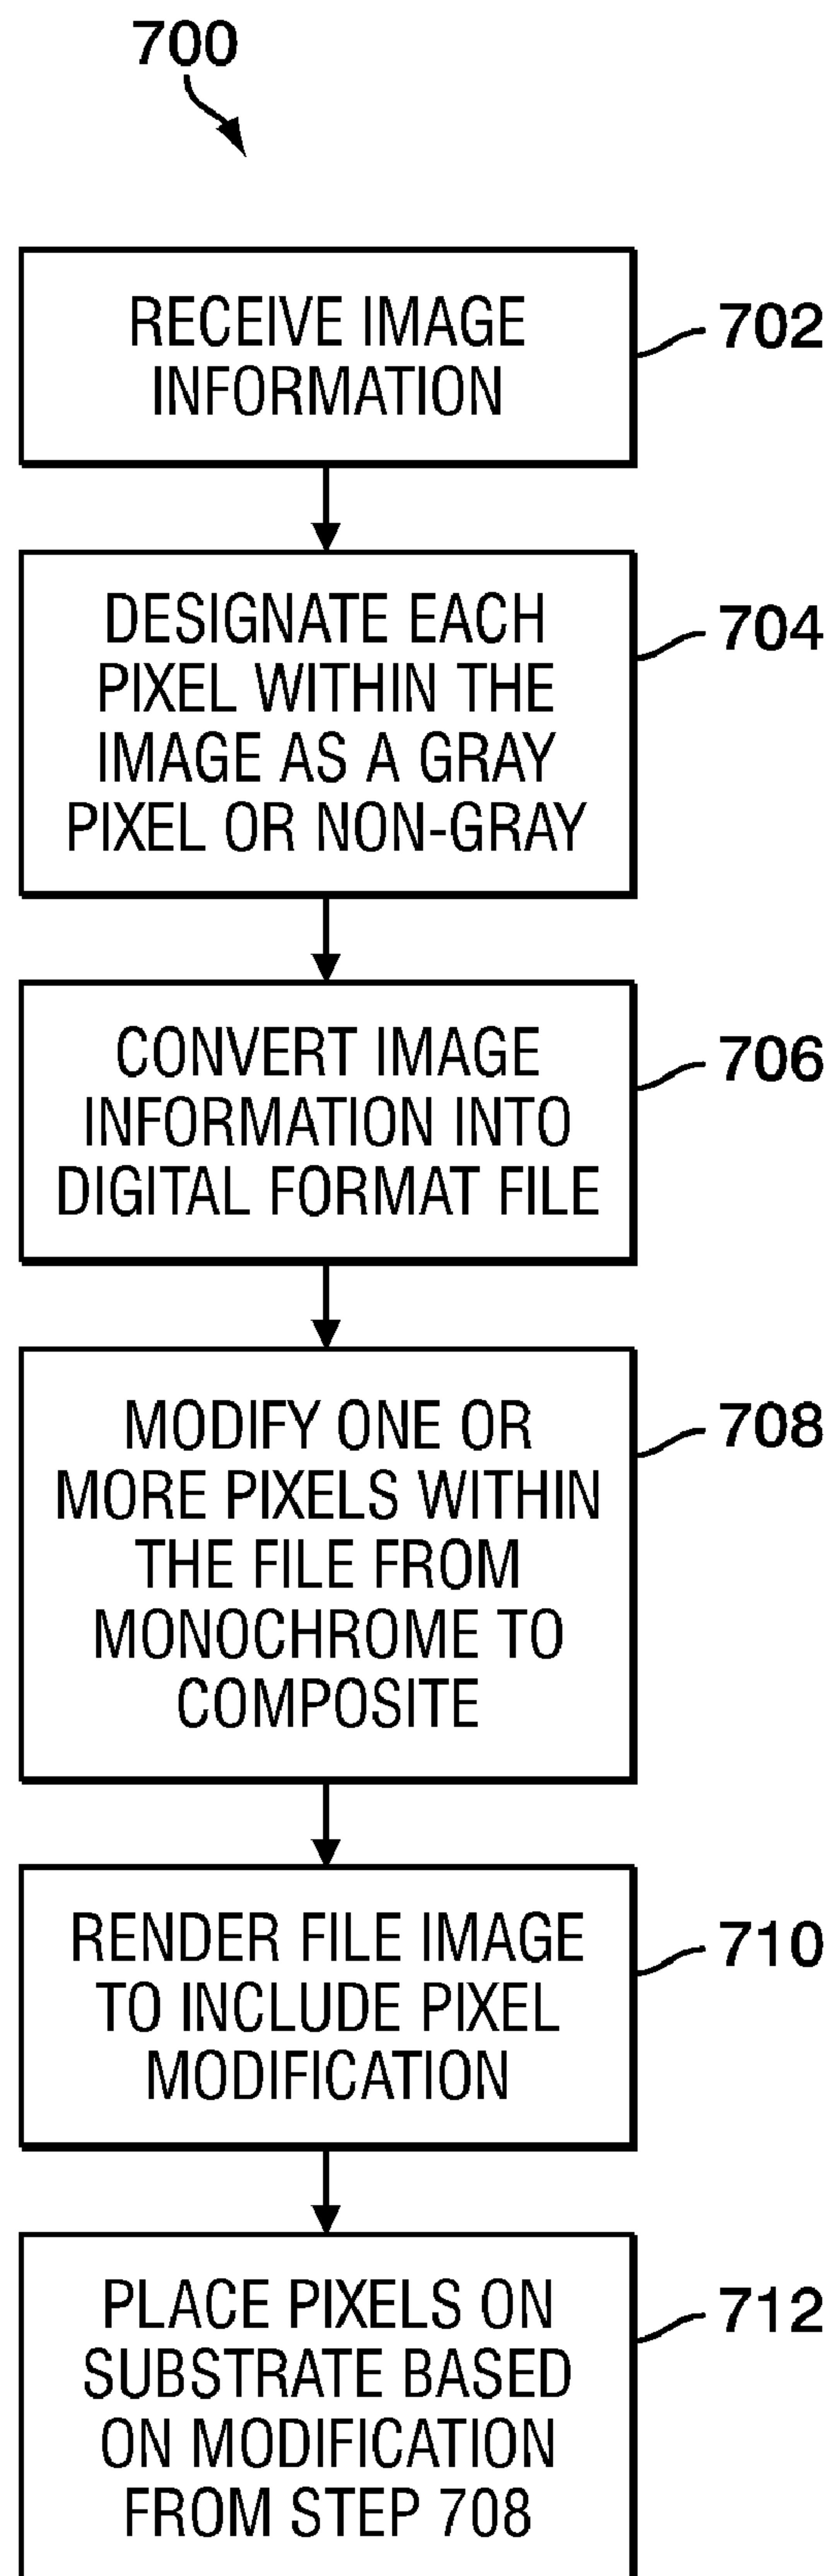 700
RECEIVE IMAGE
INFORMATION
702
DESIGNATE EACH
PIXEL WITHIN THE
IMAGE AS A GRAY
PIXEL OR NON-GRAY
704
CONVERT IMAGE
INFORMATION INTO
DIGITAL FORMAT FILE
706
MODIFY ONE OR
MORE PIXELS WITHIN
THE FILE FROM
MONOCHROME TO
COMPOSITE
708
RENDER FILE IMAGE
TO INCLUDE PIXEL
MODIFICATION
710
PLACE PIXELS ON
SUBSTRATE BASED
ON MODIFICATION
FROM STEP 708
712